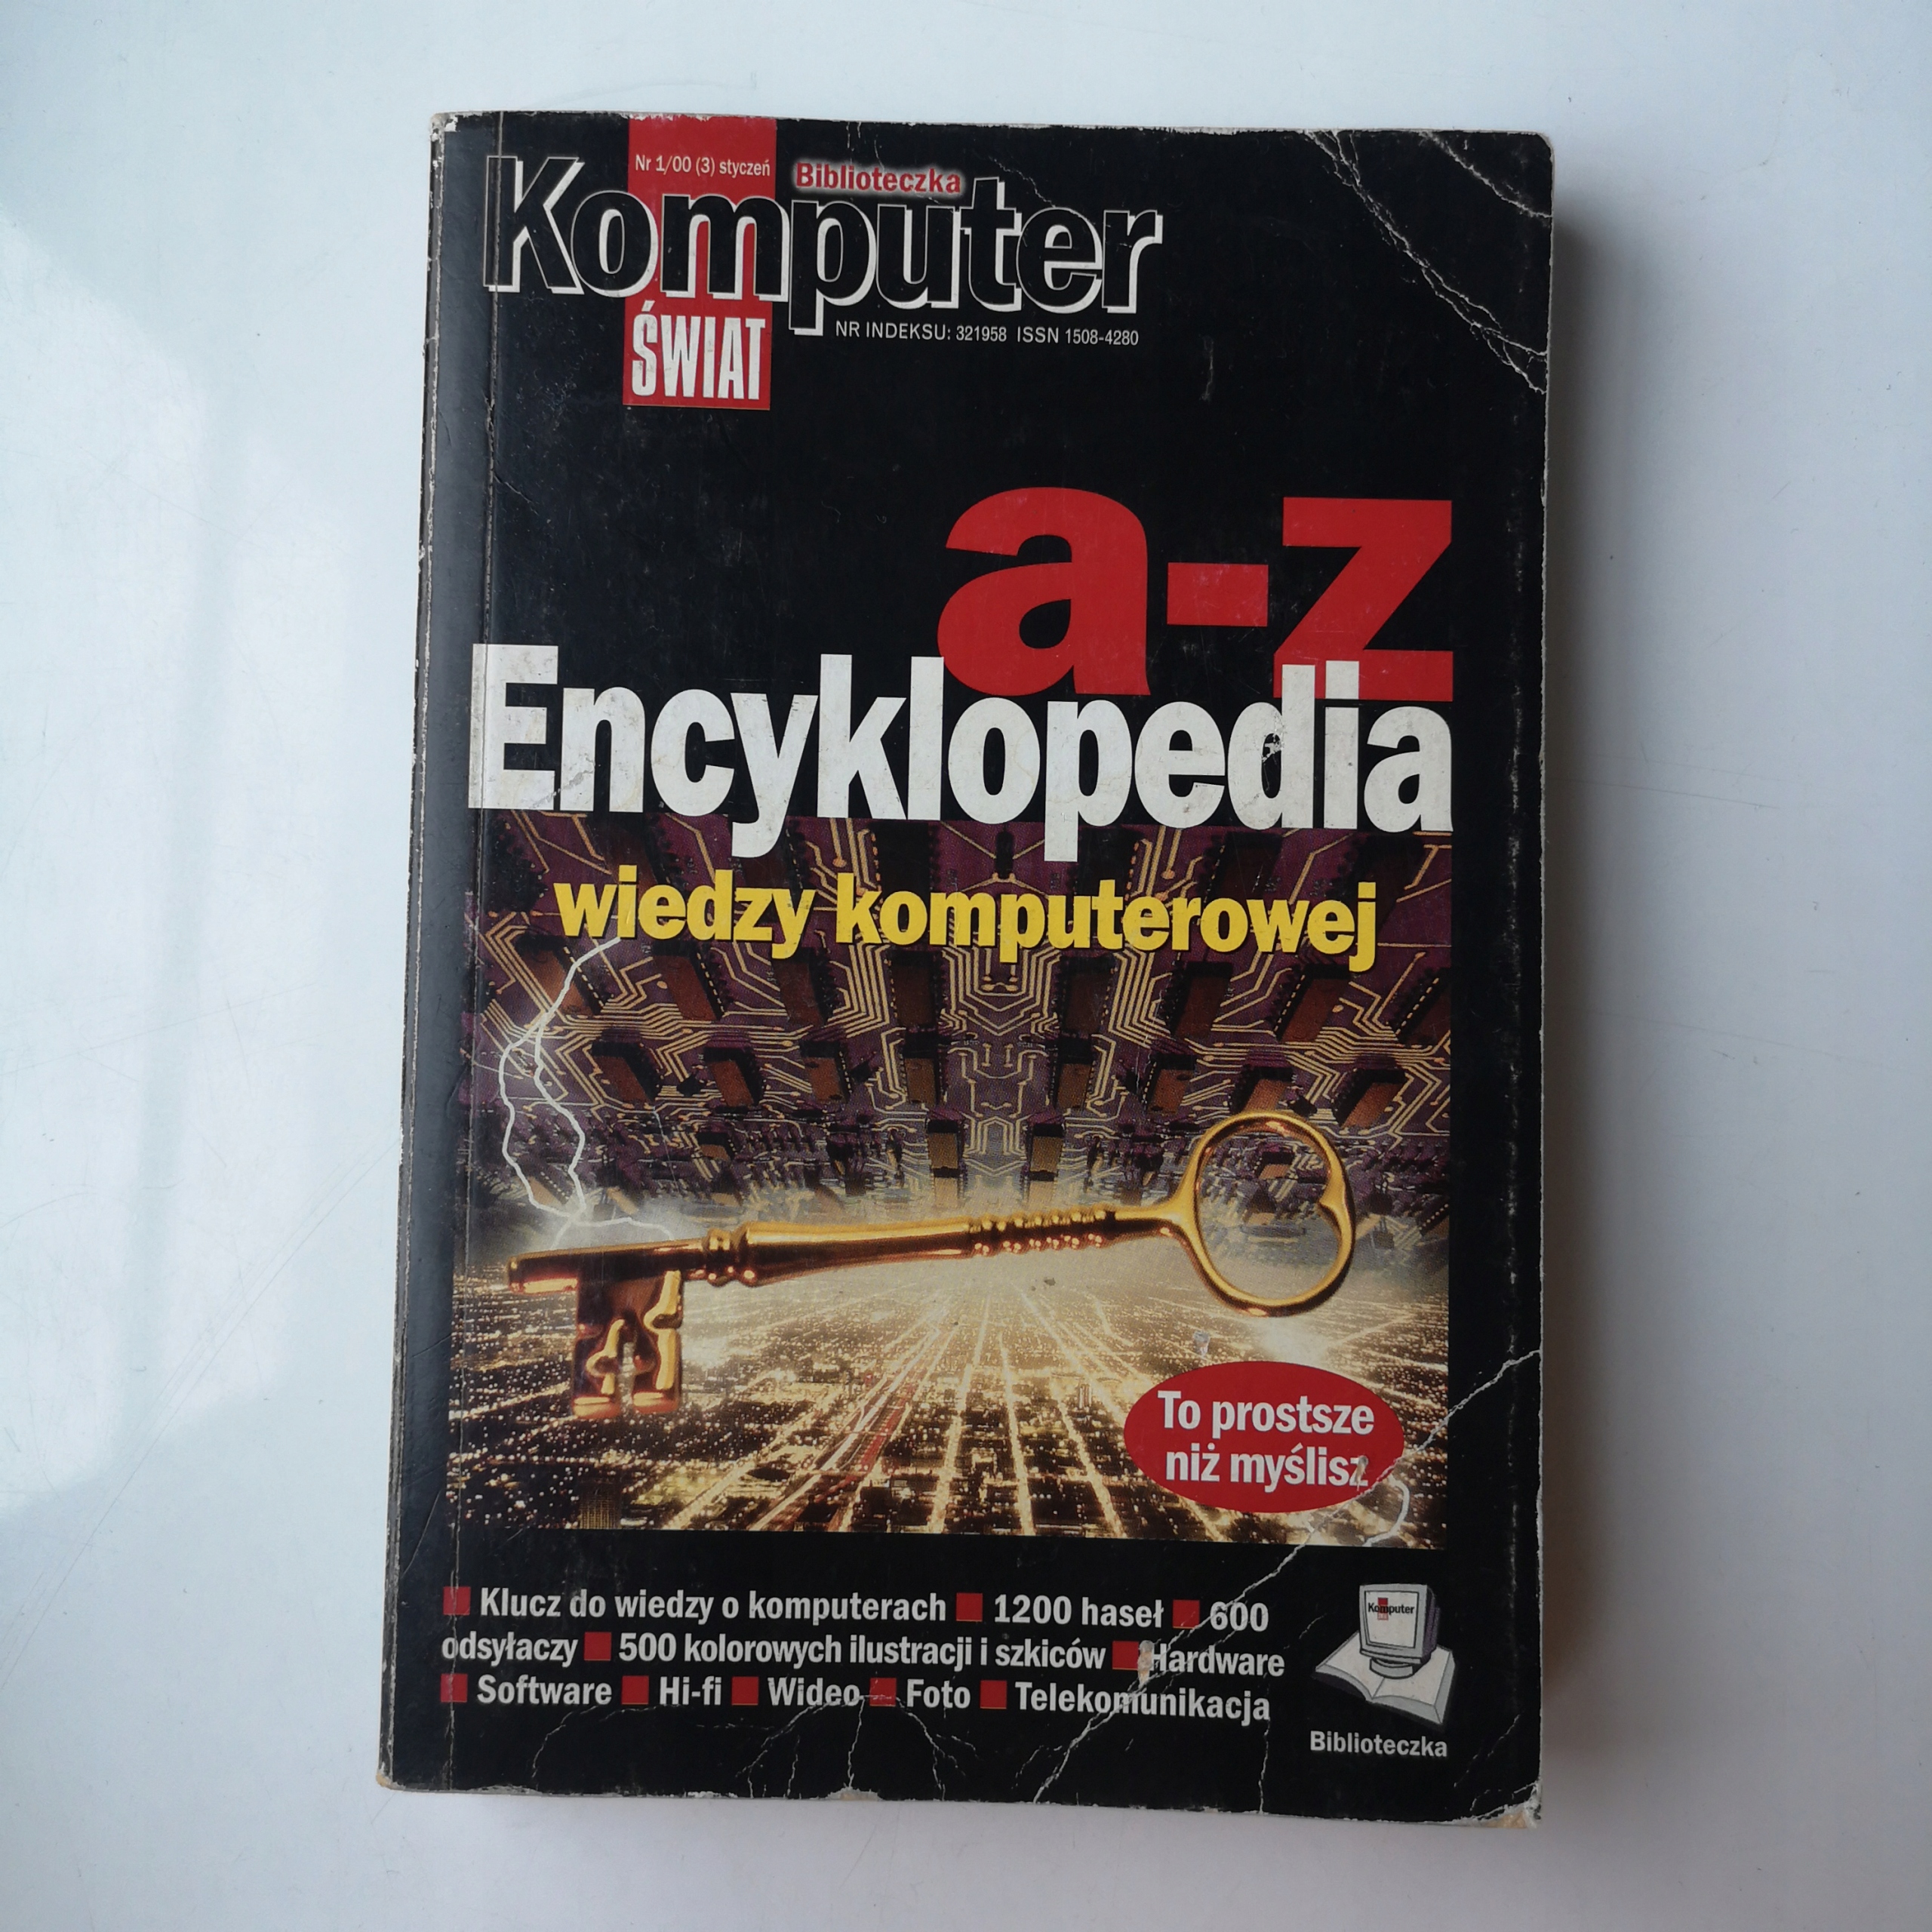 Nr 1/00 (3) styczeń
Biblioteczka
Komputer
ŚWIAT
NR INDEKSU: 321958 ISSN 1508-4280
a-z
Encyklopedia
wiedzy komputerowej
To prostsze
niż myślisz
Klucz do wiedzy o komputerach 1200 haseł 600
odsyłaczy 500 kolorowych ilustracji i szkiców Hardware
Software Hi-fi Wideo Foto Telekomunikacja
Komputer
Biblioteczka